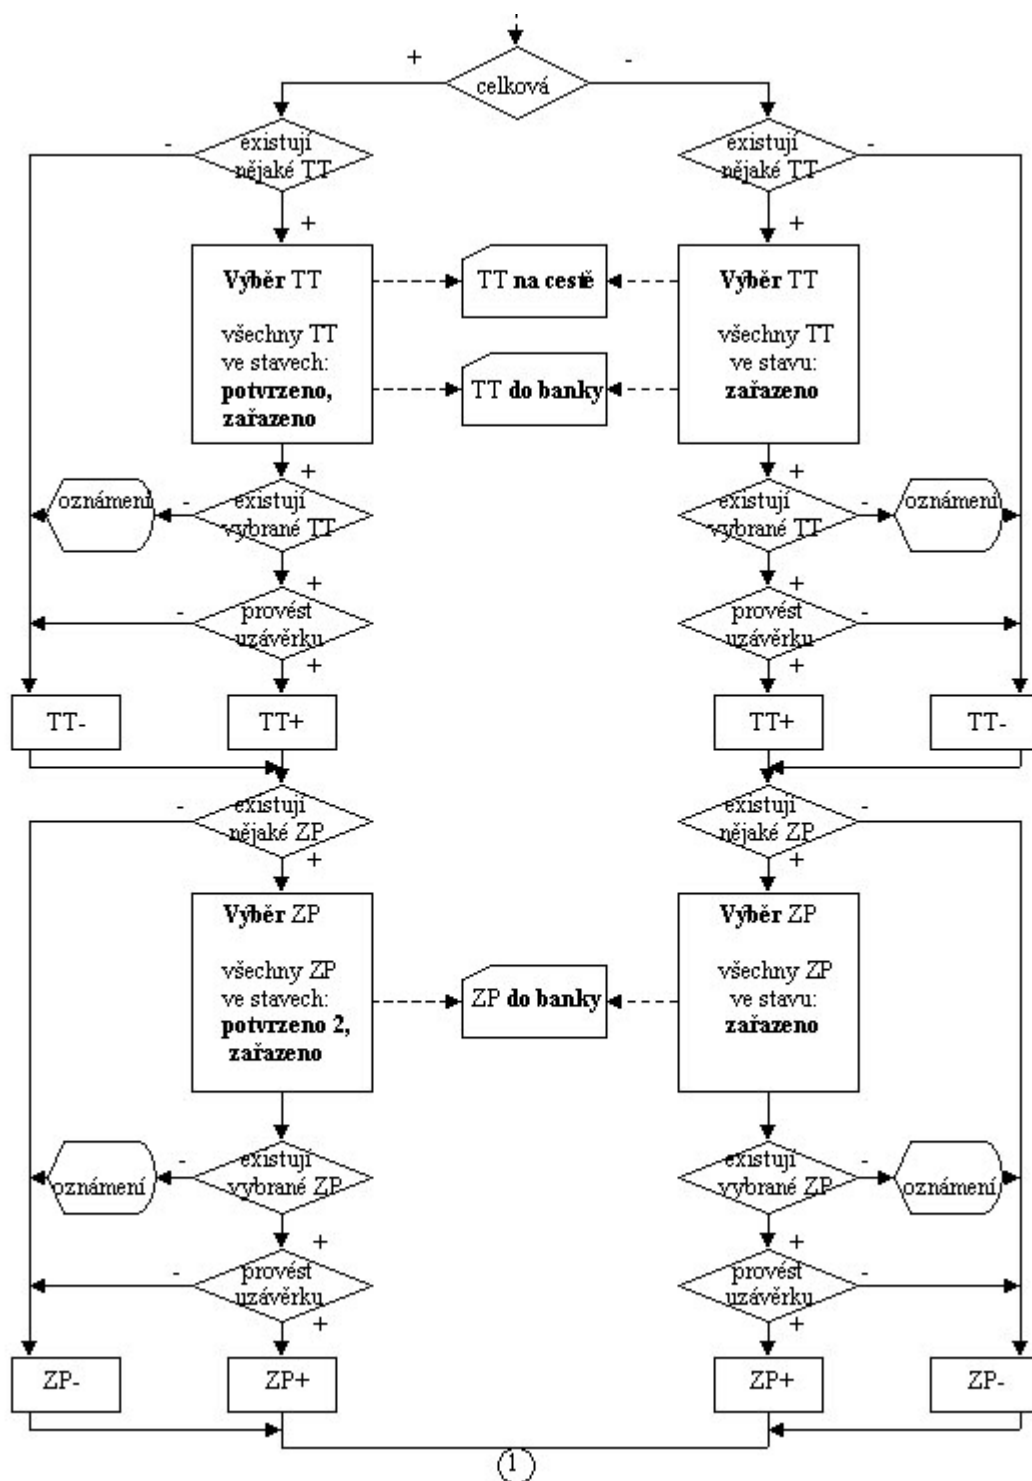 +
celková
-
-
existují
nějaké TT
existují
nějaké TT
-
+
+
Výběr TT
všechny TT
ve stavech:
potvrzeno,
zařazeno
TT na cestě
TT do banky
Výběr TT
všechny TT
ve stavu:
zařazeno
+
+
oznámení
-
existují
vybrané TT
existují
vybrané TT
-
oznámení
+
+
-
provést
uzávěrku
provést
uzávěrku
-
+
+
TT-
TT+
TT+
TT-
-
existují
nějaké ZP
existují
nějaké ZP
-
+
+
Výběr ZP
všechny ZP
ve stavech:
potvrzeno 2,
zařazeno
ZP do banky
Výběr ZP
všechny ZP
ve stavu:
zařazeno
oznámení
-
existují
vybrané ZP
existují
vybrané ZP
-
oznámení
+
+
-
provést
uzávěrku
provést
uzávěrku
-
+
+
ZP-
ZP+
ZP+
ZP-
1